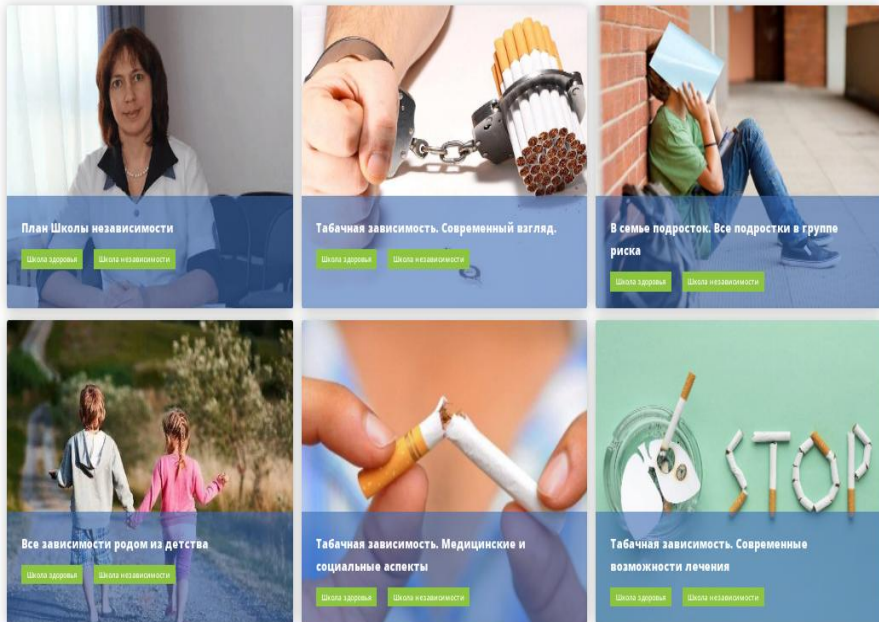 План Школы независимости
Школа здоровья Школа независимости
Табачная зависимость. Современный взгляд.
Школа здоровья Школа независимости
В семье подросток. Все подростки в группе
риска
Школа здоровья Школа независимости
Все зависимости родом из детства
Школа здоровья Школа независимости
Табачная зависимость. Медицинские и
социальные аспекты
Школа здоровья Школа независимости
STOP
Табачная зависимость. Современные
возможности лечения
Школа здоровья Школа независимости